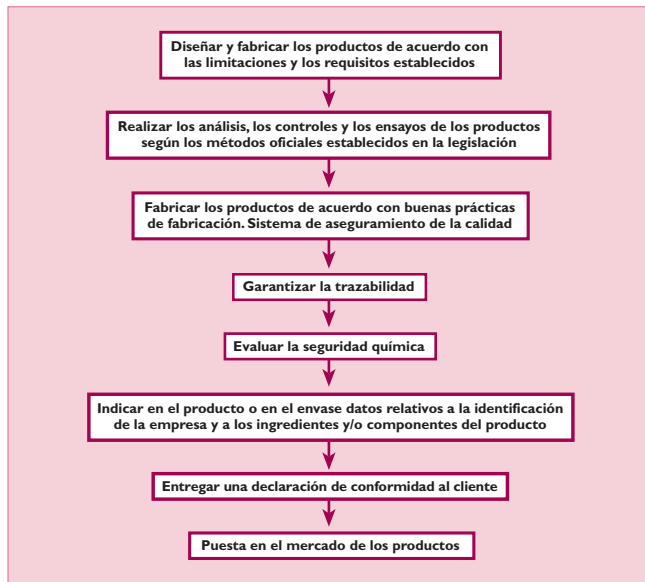 Diseñar y fabricar los productos de acuerdo con
las limitaciones y los requisitos establecidos
Realizar los análisis, los controles y los ensayos de los productos
según los métodos oficiales establecidos en la legislación
Fabricar los productos de acuerdo con buenas prácticas
de fabricación. Sistema de aseguramiento de la calidad
Garantizar la trazabilidad
Evaluar la seguridad química
Indicar en el producto o en el envase datos relativos a la identificación
de la empresa y a los ingredientes y/o componentes del producto
Entregar una declaración de conformidad al cliente
Puesta en el mercado de los productos